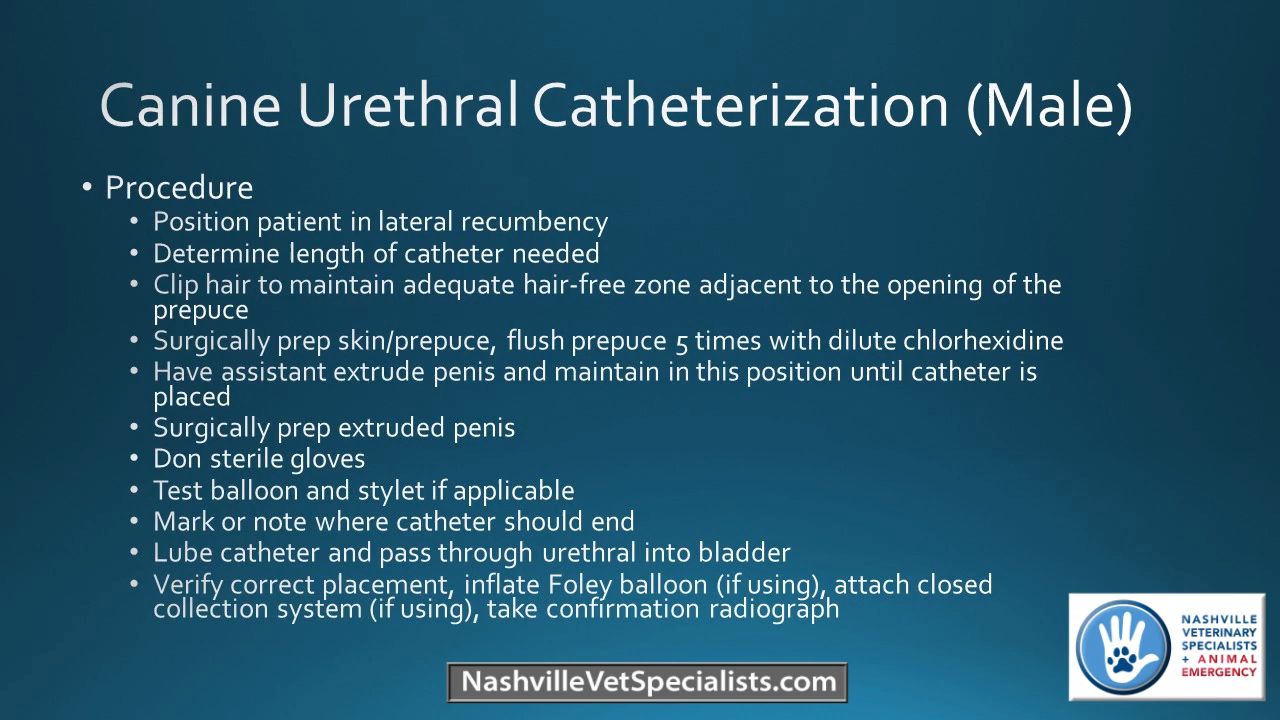 Canine Urethral Catheterization (Male)
• Procedure
• Position patient in lateral recumbency
• Determine length of catheter needed
• Clip hair to maintain adequate hair-free zone adjacent to the opening of the
prepuce
• Surgically prep skin/prepuce, flush prepuce 5 times with dilute chlorhexidine
• Have assistant extrude penis and maintain in this position until catheter is
placed
• Surgically prep extruded penis
• Don sterile gloves
• Test balloon and stylet if applicable
• Mark or note where catheter should end
• Lube catheter and pass through urethral into bladder
• Verify correct placement, inflate Foley balloon (if using), attach closed
collection system (if using), take confirmation radiograph
NASHVILLE
VETERINARY
SPECIALISTS
+ ANIMAL
EMERGENCY
NashvilleVetSpecialists.com